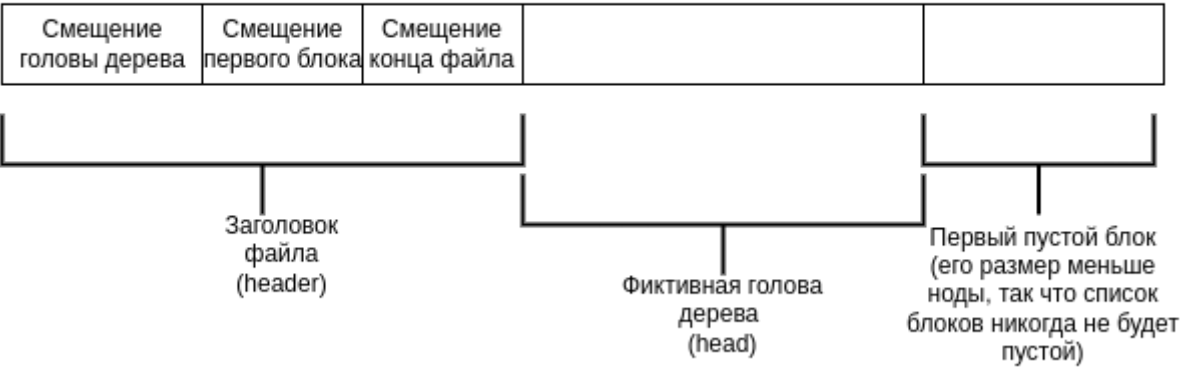 Смещение
головы дерева
Смещение
первого блока
Смещение
конца файла
Заголовок
файла
(header)
Фиктивная голова
дерева
(head)
Первый пустой блок
(его размер меньше
ноды, так что список
блоков никогда не будет
пустой)